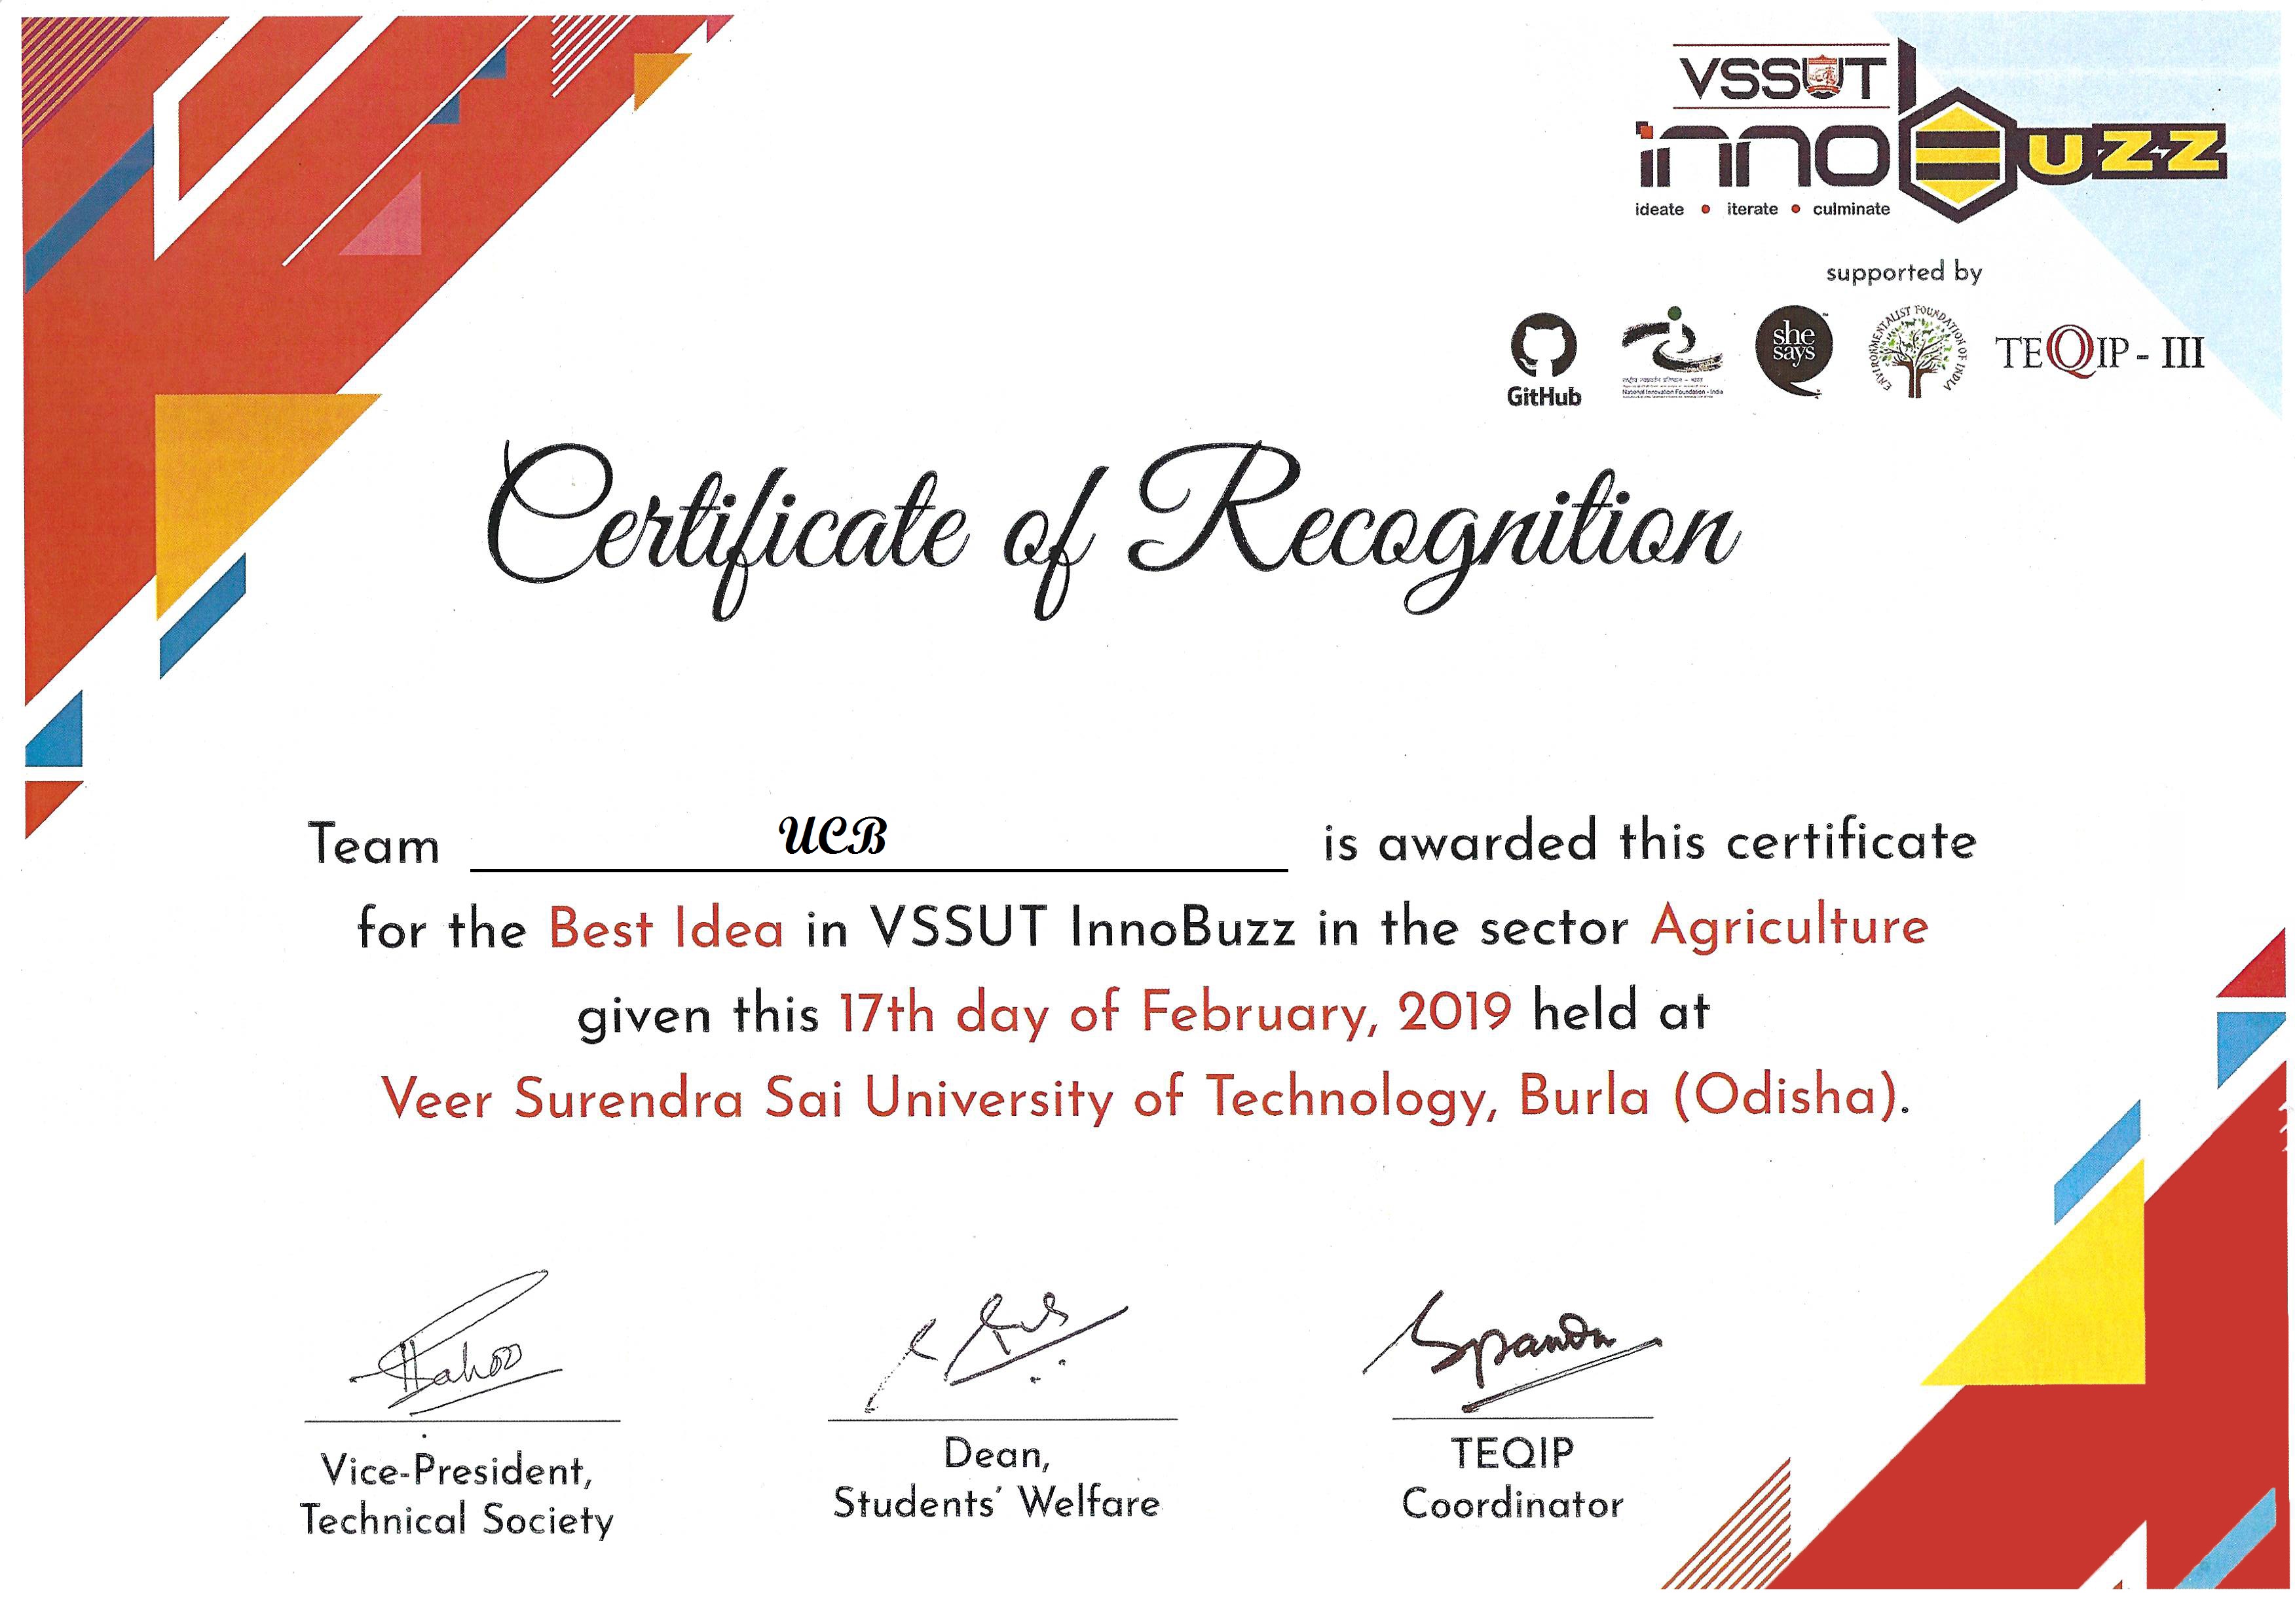 VSSUT
innoBuzz
ideate • iterate • culminate
supported by
GitHub
National Innovation Foundation - India
she says
ENVIRONMENTALIST FOUNDATION OF INDIA
TEQIP - III
Certificate of Recognition
Team UCB is awarded this certificate
for the Best Idea in VSSUT InnoBuzz in the sector Agriculture
given this 17th day of February, 2019 held at
Veer Surendra Sai University of Technology, Burla (Odisha).
Vice-President,
Technical Society
Dean,
Students' Welfare
TEQIP
Coordinator